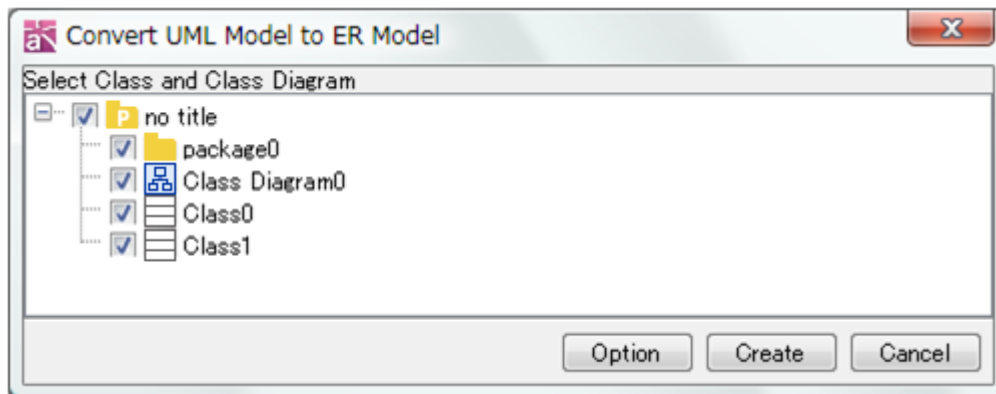 Convert UML Model to ER Model
Select Class and Class Diagram
no title
package0
Class Diagram0
Class0
Class1
Option Create Cancel